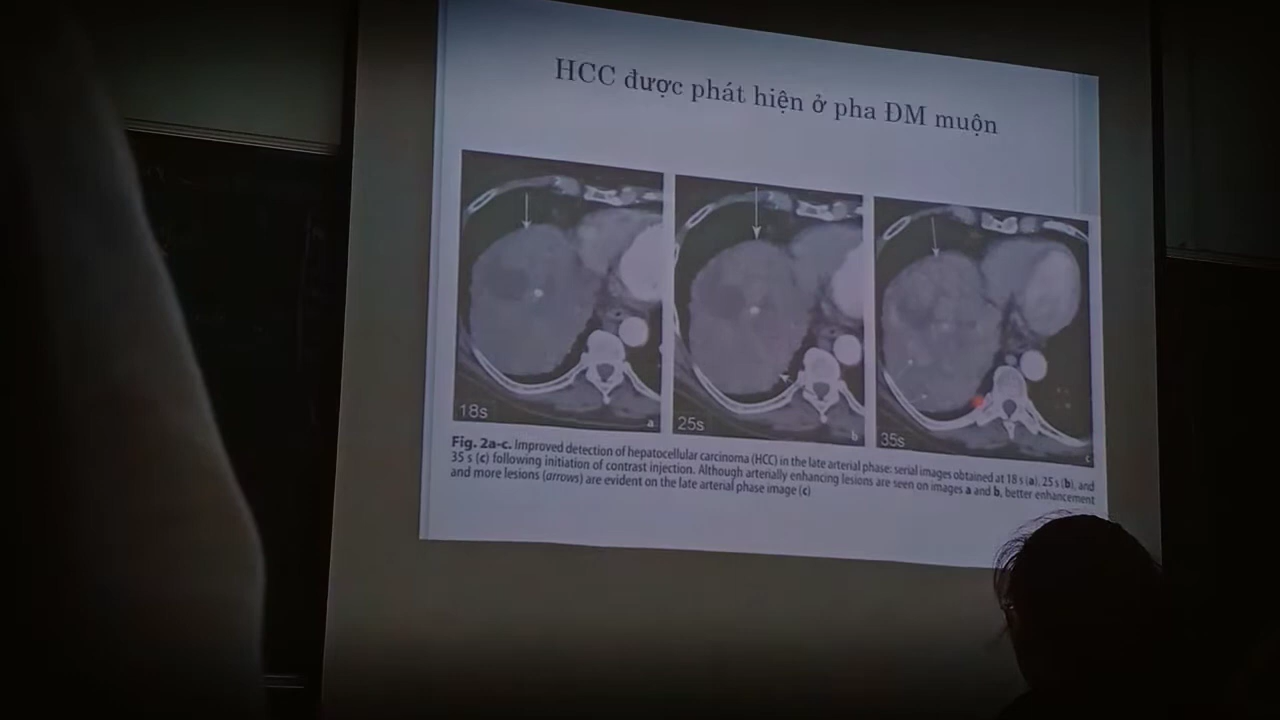 HCC được phát hiện ở pha ĐM muộn
18s
a
25s
b
35s
c
Fig. 2a-c. Improved detection of hepatocellular carcinoma (HCC) in the late arterial phase: serial images obtained at 18 s (a), 25 s (b), and
35 s (c) following initiation of contrast injection. Although arterially enhancing lesions are seen on images a and b, better enhancement
and more lesions (arrows) are evident on the late arterial phase image (c)